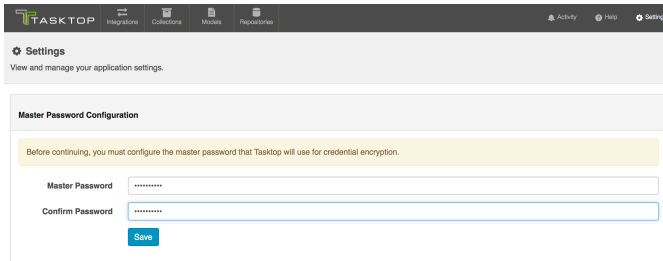 TASKTOP
Integrations Collections Models Repositories Activity Help Setting
Settings
View and manage your application settings.
Master Password Configuration
Before continuing, you must configure the master password that Tasktop will use for credential encryption.
Master Password ••••••••••
Confirm Password ••••••••••
Save